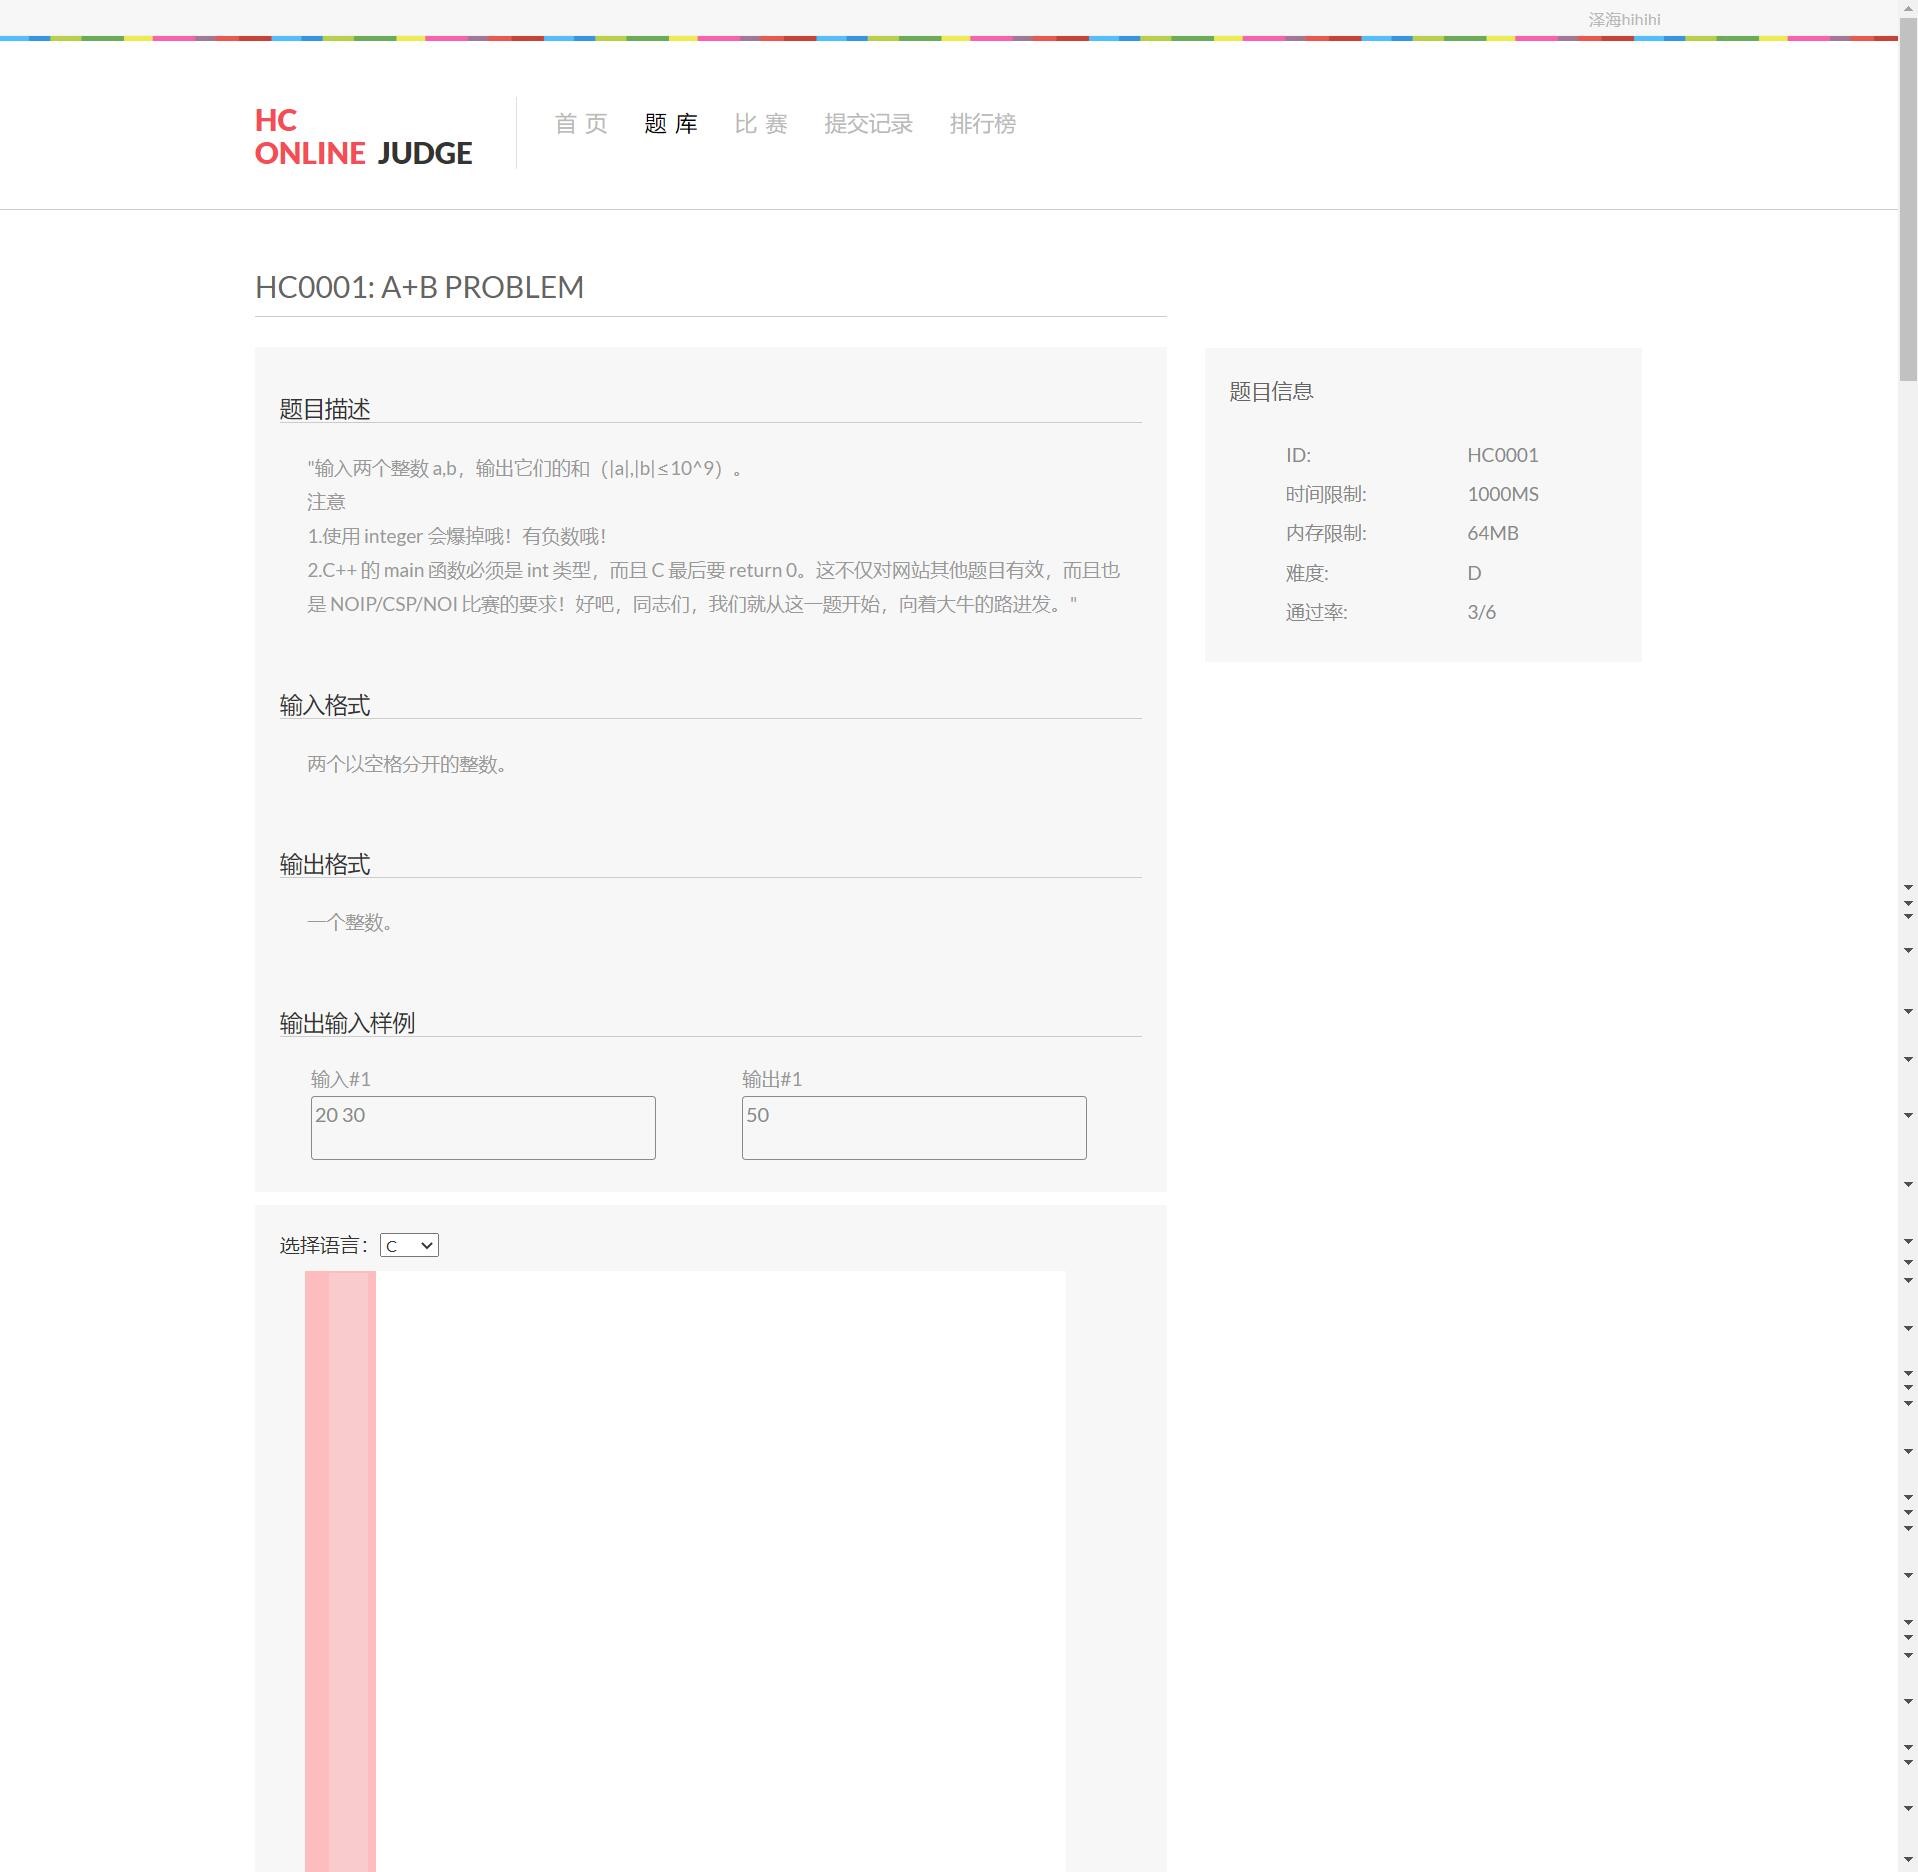 泽海hihihi
HC
ONLINE JUDGE
首 页 题 库 比 赛 提交记录 排行榜
HC0001: A+B PROBLEM
题目描述
"输入两个整数 a,b，输出它们的和（|a|,|b|≤10^9）。
注意
1.使用 integer 会爆掉哦！有负数哦！
2.C++ 的 main 函数必须是 int 类型，而且 C 最后要 return 0。这不仅对网站其他题目有效，而且也
是 NOIP/CSP/NOI 比赛的要求！好吧，同志们，我们就从这一题开始，向着大牛的路进发。"
输入格式
两个以空格分开的整数。
输出格式
一个整数。
输出输入样例
输入#1 输出#1
20 30 50
选择语言： C
题目信息
ID: HC0001
时间限制: 1000MS
内存限制: 64MB
难度: D
通过率: 3/6